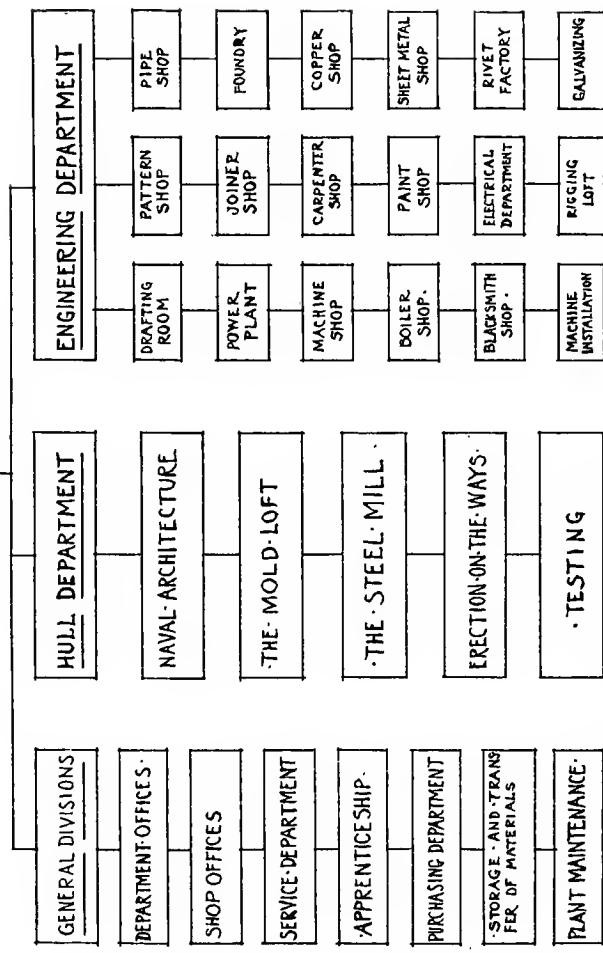 GENERAL DIVISIONS
DEPARTMENT·OFFICES·
SHOP OFFICES
SERVICE·DEPARTMENT
·APPRENTICESHIP·
PURCHASING DEPARTMENT
·STORAGE·AND·TRANS
FER OF MATERIALS
PLANT MAINTENANCE·
HULL DEPARTMENT
NAVAL·ARCHITECTURE
·THE·MOLD·LOFT
·THE·STEEL·MILL·
ERECTION·ON·THE·WAYS·
·TESTING
ENGINEERING DEPARTMENT
DRAFTING
ROOM
POWER
PLANT
MACHINE
SHOP
BOILER
SHOP·
BLACKSMITH
SHOP·
MACHINE
INSTALLATION
PATTERN
SHOP
JOINER
SHOP
CARPENTER
SHOP
PAINT
SHOP
ELECTRICAL
DEPARTMENT
RIGGING
LOFT
PIPE
SHOP
FOUNDRY
COPPER
SHOP
SHEET METAL
SHOP
RIVET
FACTORY
GALVANIZING